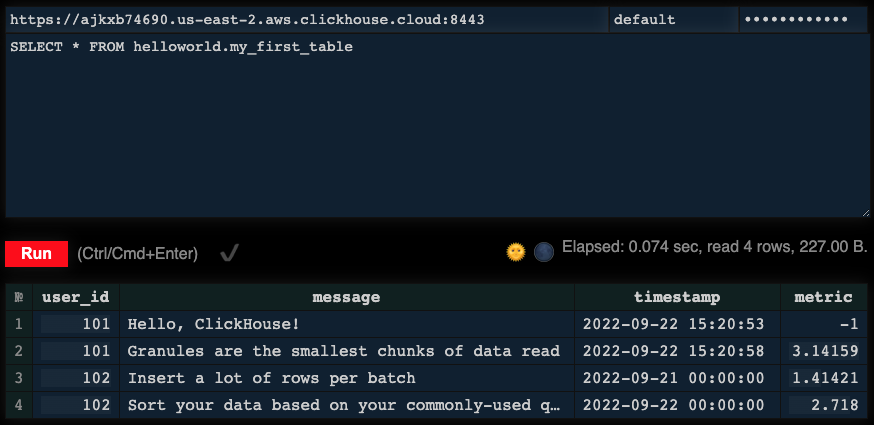 https://ajkxb74690.us-east-2.aws.clickhouse.cloud:8443 default ••••••••••••
SELECT * FROM helloworld.my_first_table
Run (Ctrl/Cmd+Enter) ✔ Elapsed: 0.074 sec, read 4 rows, 227.00 B.
№ user_id message timestamp metric
1 101 Hello, ClickHouse! 2022-09-22 15:20:53 -1
2 101 Granules are the smallest chunks of data read 2022-09-22 15:20:58 3.14159
3 102 Insert a lot of rows per batch 2022-09-21 00:00:00 1.41421
4 102 Sort your data based on your commonly-used q… 2022-09-22 00:00:00 2.718